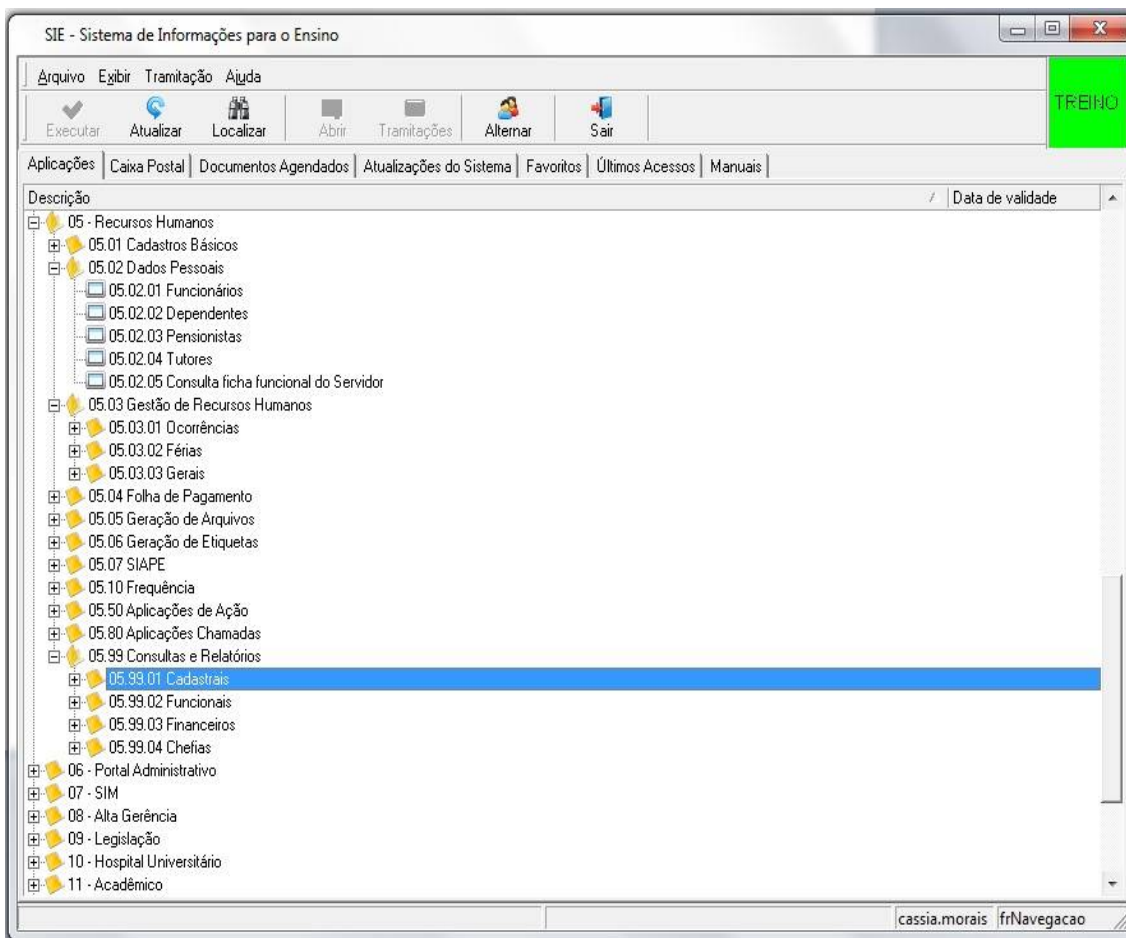 SIE - Sistema de Informações para o Ensino
Arquivo Exibir Tramitação Ajuda
TREINO
Executar Atualizar Localizar Abrir Tramitações Alternar Sair
Aplicações Caixa Postal Documentos Agendados Atualizações do Sistema Favoritos Últimos Acessos Manuais
Descrição / Data de validade
05 - Recursos Humanos
05.01 Cadastros Básicos
05.02 Dados Pessoais
05.02.01 Funcionários
05.02.02 Dependentes
05.02.03 Pensionistas
05.02.04 Tutores
05.02.05 Consulta ficha funcional do Servidor
05.03 Gestão de Recursos Humanos
05.03.01 Ocorrências
05.03.02 Férias
05.03.03 Gerais
05.04 Folha de Pagamento
05.05 Geração de Arquivos
05.06 Geração de Etiquetas
05.07 SIAPE
05.10 Frequência
05.50 Aplicações de Ação
05.80 Aplicações Chamadas
05.99 Consultas e Relatórios
05.99.01 Cadastrais
05.99.02 Funcionais
05.99.03 Financeiros
05.99.04 Chefias
06 - Portal Administrativo
07 - SIM
08 - Alta Gerência
09 - Legislação
10 - Hospital Universitário
11 - Acadêmico
cassia.morais frNavegacao